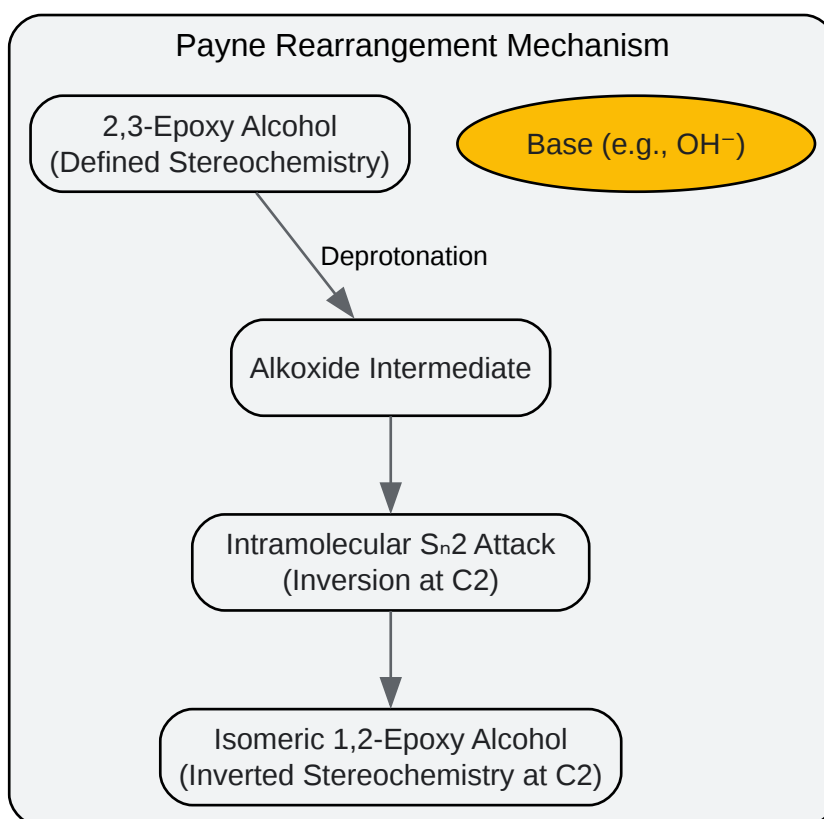 Payne Rearrangement Mechanism
2,3-Epoxy Alcohol
(Defined Stereochemistry)
Base (e.g., OH⁻)
Deprotonation
Alkoxide Intermediate
Intramolecular Sₙ2 Attack
(Inversion at C2)
Isomeric 1,2-Epoxy Alcohol
(Inverted Stereochemistry at C2)